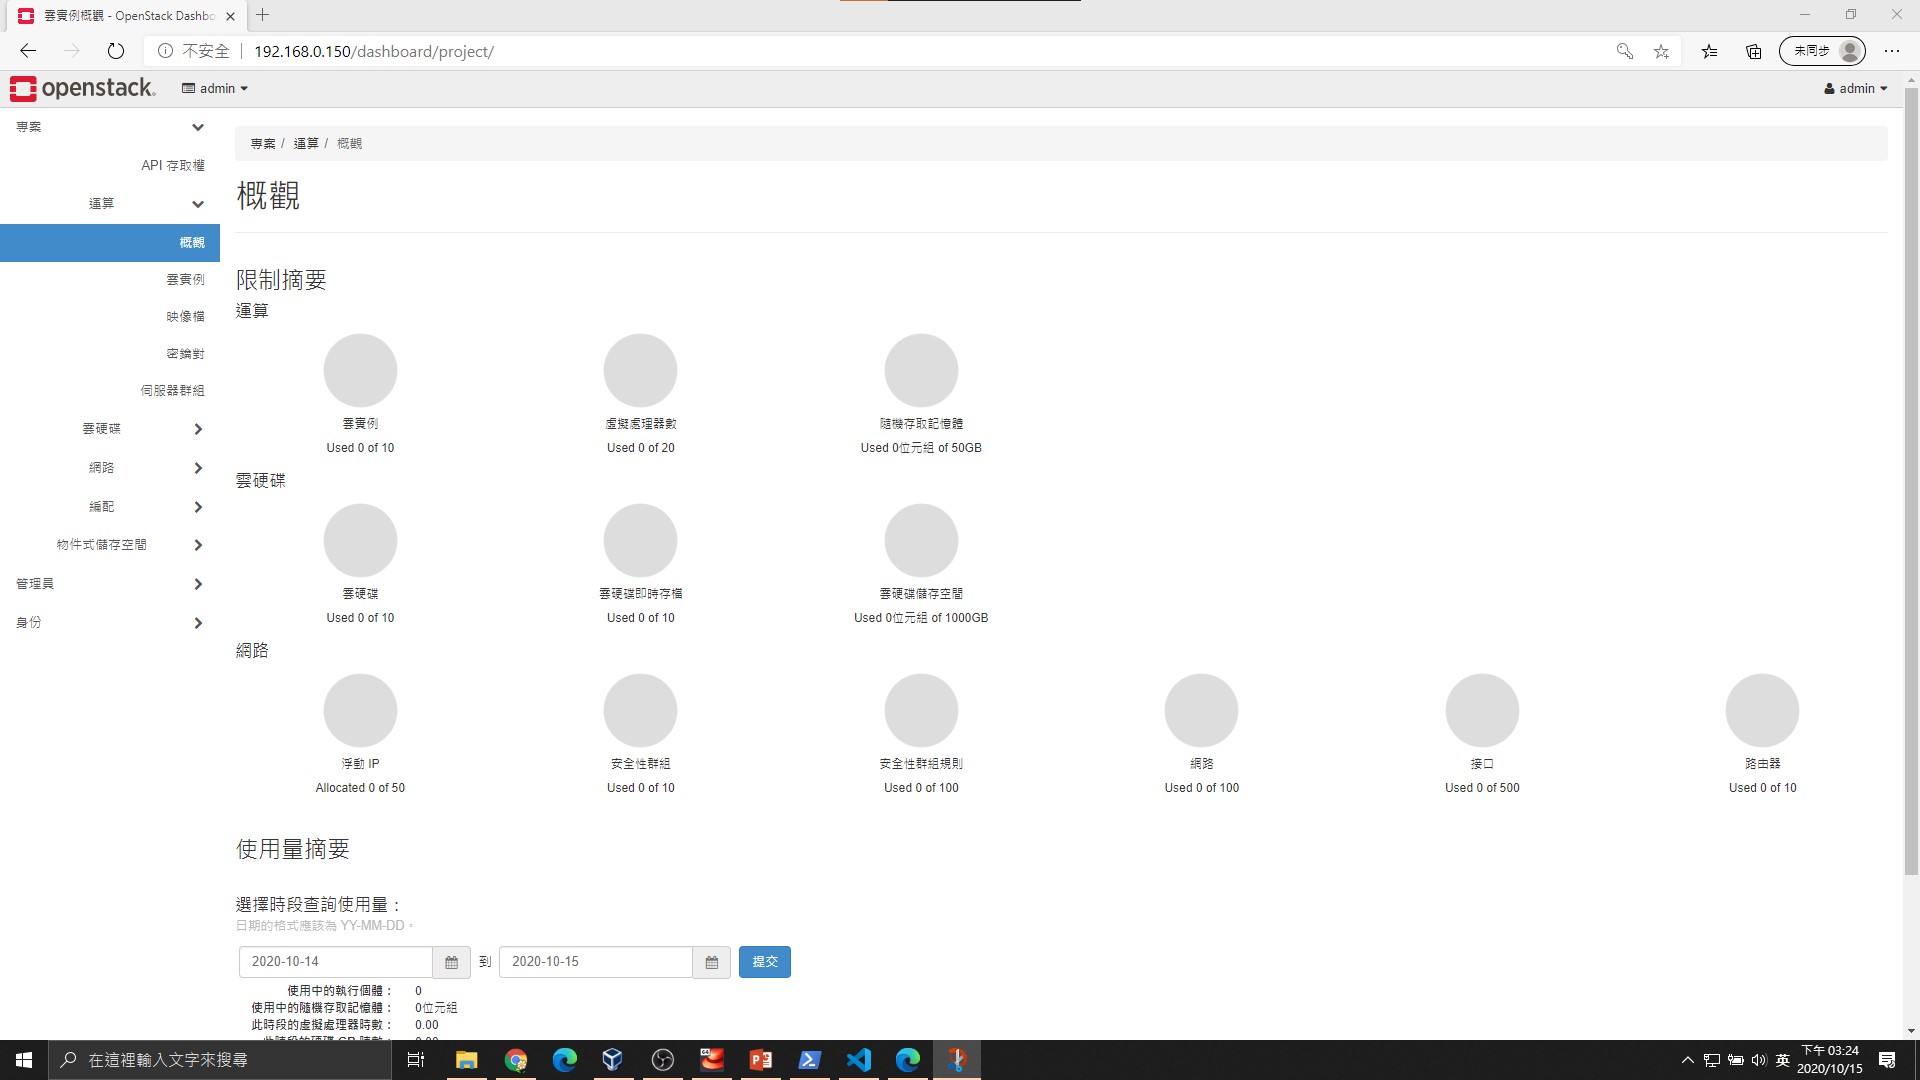 雲實例概觀 - OpenStack Dashbo
不安全
192.168.0.150/dashboard/project/
未同步
openstack.
admin
admin
專案
API 存取權
運算
概觀
雲實例
映像檔
密鑰對
伺服器群組
雲硬碟
網路
編配
物件式儲存空間
管理員
身份
專案 / 運算 / 概觀
概觀
限制摘要
運算
雲實例
Used 0 of 10
虛擬處理器數
Used 0 of 20
隨機存取記憶體
Used 0位元組 of 50GB
雲硬碟
雲硬碟
Used 0 of 10
雲硬碟即時存檔
Used 0 of 10
雲硬碟儲存空間
Used 0位元組 of 1000GB
網路
浮動 IP
Allocated 0 of 50
安全性群組
Used 0 of 10
安全性群組規則
Used 0 of 100
網路
Used 0 of 100
接口
Used 0 of 500
路由器
Used 0 of 10
使用量摘要
選擇時段查詢使用量：
日期的格式應該為 YY-MM-DD。
2020-10-14 到 2020-10-15 提交
使用中的執行個體： 0
使用中的隨機存取記憶體： 0位元組
此時段的虛擬處理器時數： 0.00
在這裡輸入文字來搜尋
英
下午 03:24
2020/10/15